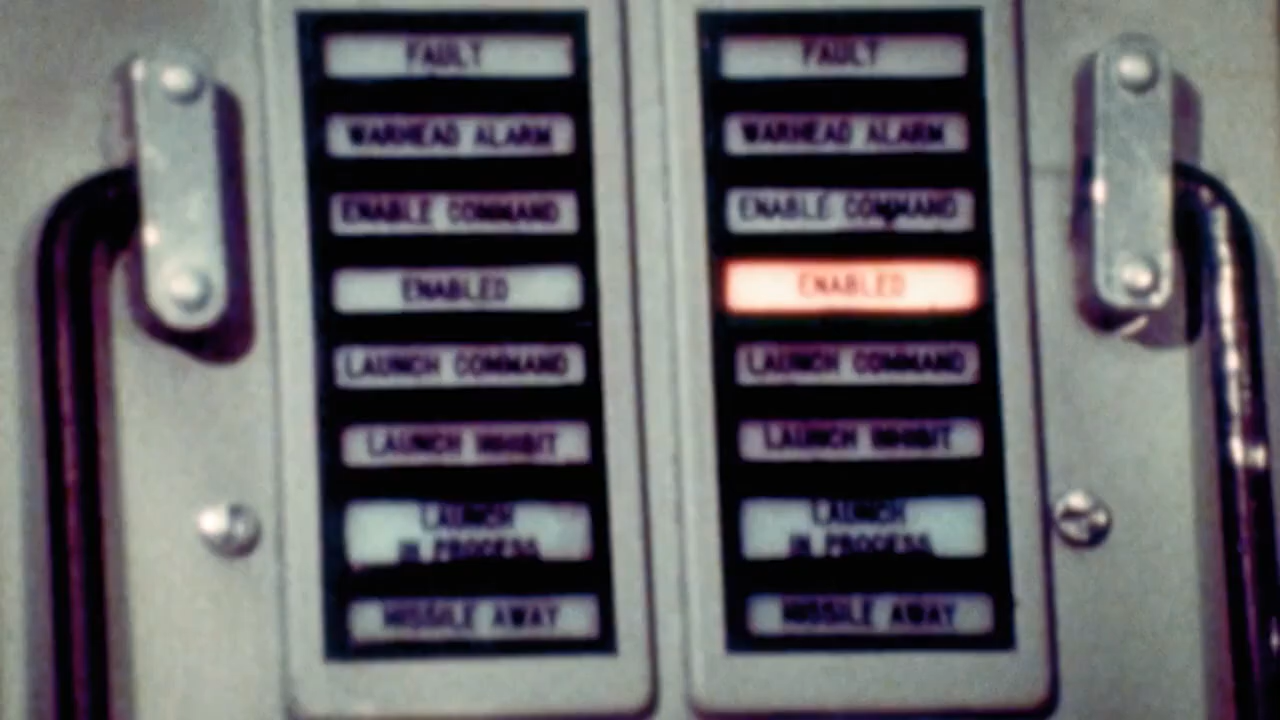 FAULT
WARHEAD ALARM
ENABLE COMMAND
ENABLED
LAUNCH COMMAND
LAUNCH INHIBIT
LAUNCH
IN PROCESS
MISSILE AWAY
FAULT
WARHEAD ALARM
ENABLE COMMAND
ENABLED
LAUNCH COMMAND
LAUNCH INHIBIT
LAUNCH
IN PROCESS
MISSILE AWAY